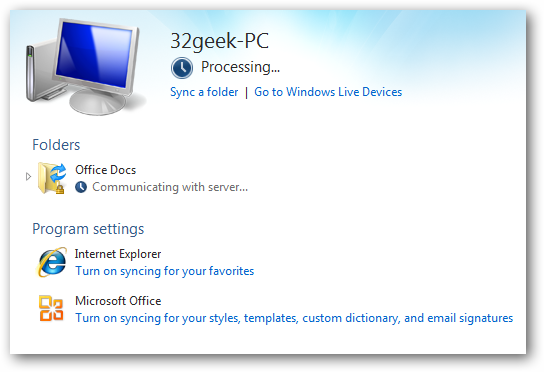 32geek-PC
Processing...
Sync a folder | Go to Windows Live Devices
Folders
Office Docs
Communicating with server...
Program settings
Internet Explorer
Turn on syncing for your favorites
Microsoft Office
Turn on syncing for your styles, templates, custom dictionary, and email signatures